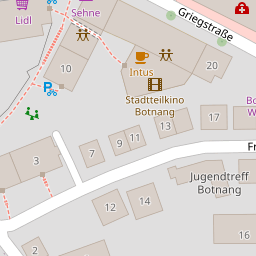 Lidl
Sehne
Griegstraße
10
P
Intus
20
Stadtteilkino
Botnang
17
13
11
9
7
3
Jugendtreff
Botnang
12
14
16
2